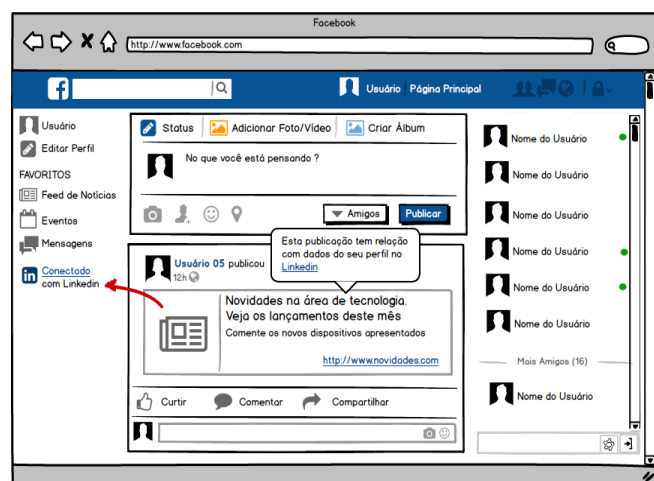 Facebook
http://www.facebook.com
f
Usuário Página Principal
Usuário
Editar Perfil
FAVORITOS
Feed de Notícias
Eventos
Mensagens
in Conectado
com Linkedin
Status
Adicionar Foto/Vídeo
Criar Álbum
No que você está pensando ?
Amigos
Publicar
Esta publicação tem relação
com dados do seu perfil no
Linkedin
Usuário 05 publicou
12h
Novidades na área de tecnologia.
Veja os lançamentos deste mês
Comente os novos dispositivos apresentados
http://www.novidades.com
Curtir
Comentar
Compartilhar
Nome do Usuário
Nome do Usuário
Nome do Usuário
Nome do Usuário
Nome do Usuário
Nome do Usuário
Mais Amigos (16)
Nome do Usuário